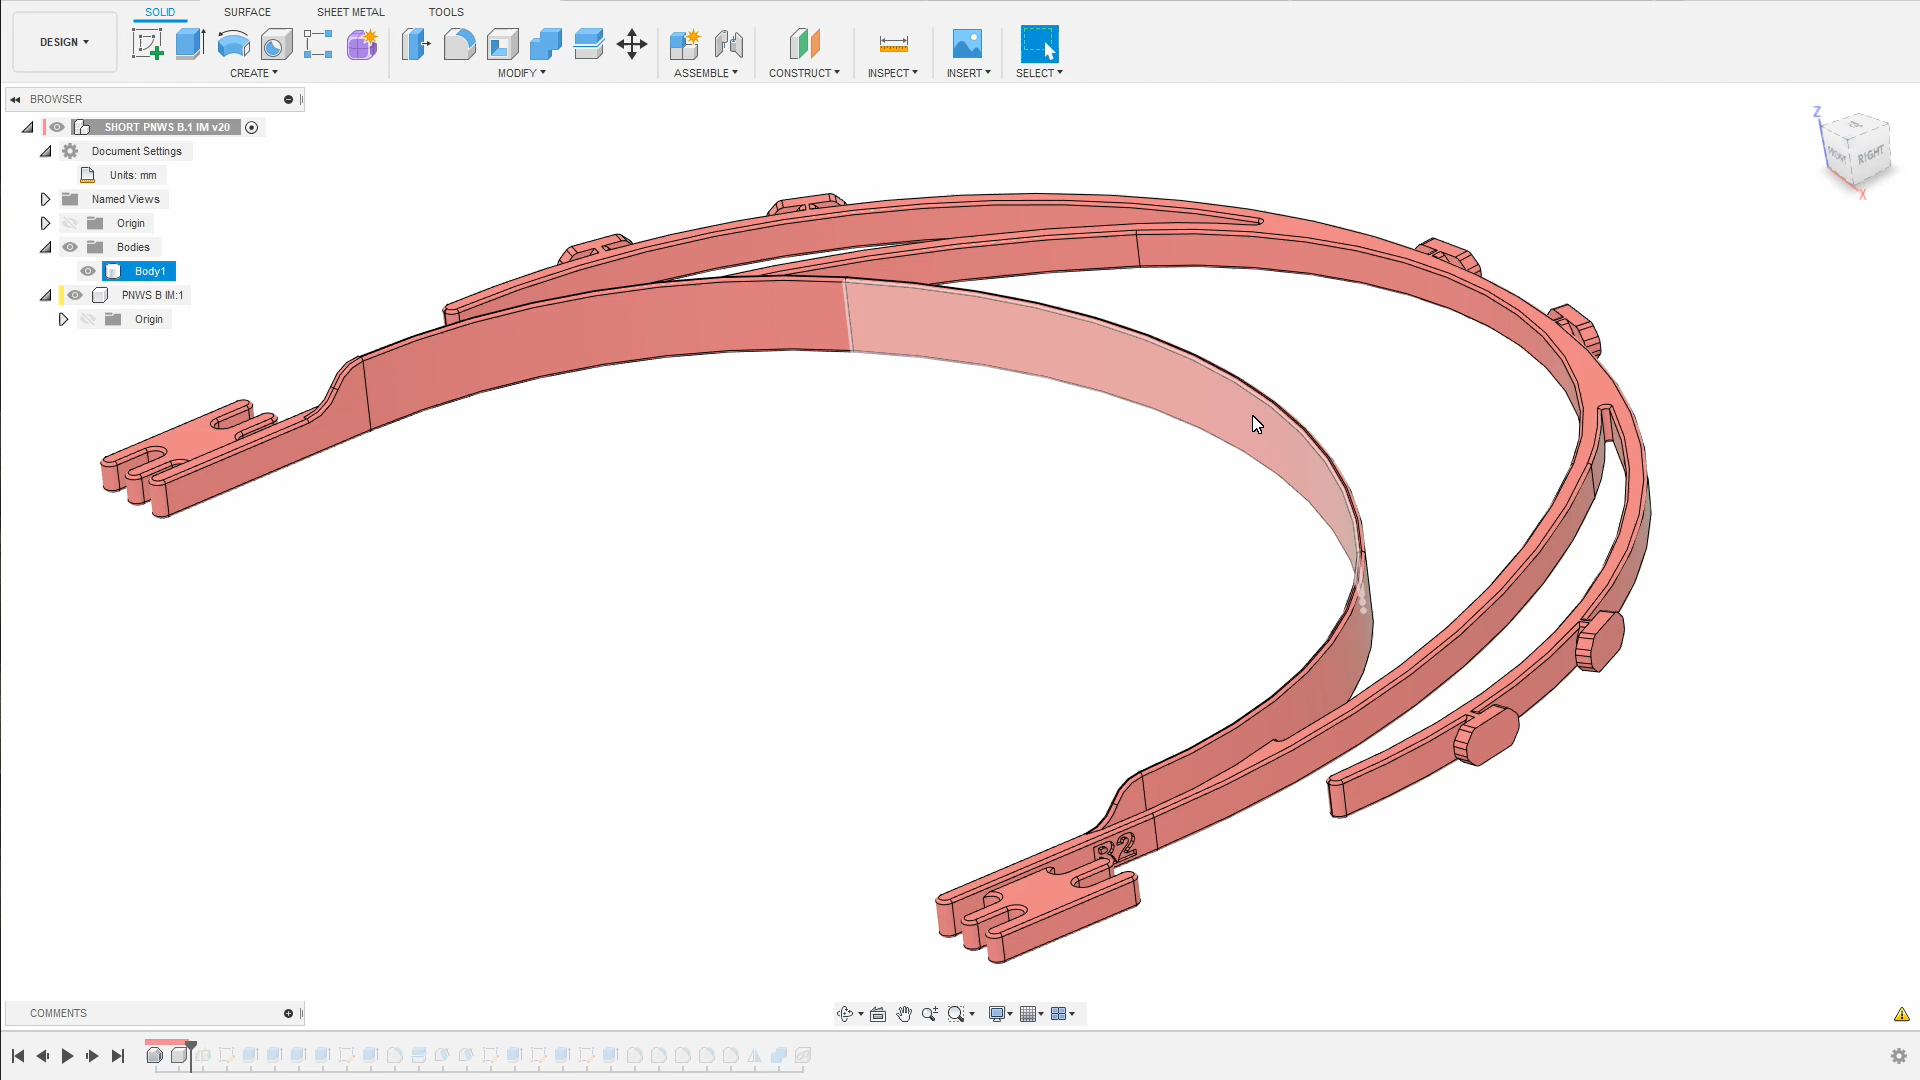 SOLID SURFACE SHEET METAL TOOLS
DESIGN
CREATE MODIFY ASSEMBLE CONSTRUCT INSPECT INSERT SELECT
BROWSER
SHORT PNWS B.1 IM v20
Document Settings
Units: mm
Named Views
Origin
Bodies
Body1
PNWS B IM:1
Origin
Z
RIGHT
X
COMMENTS